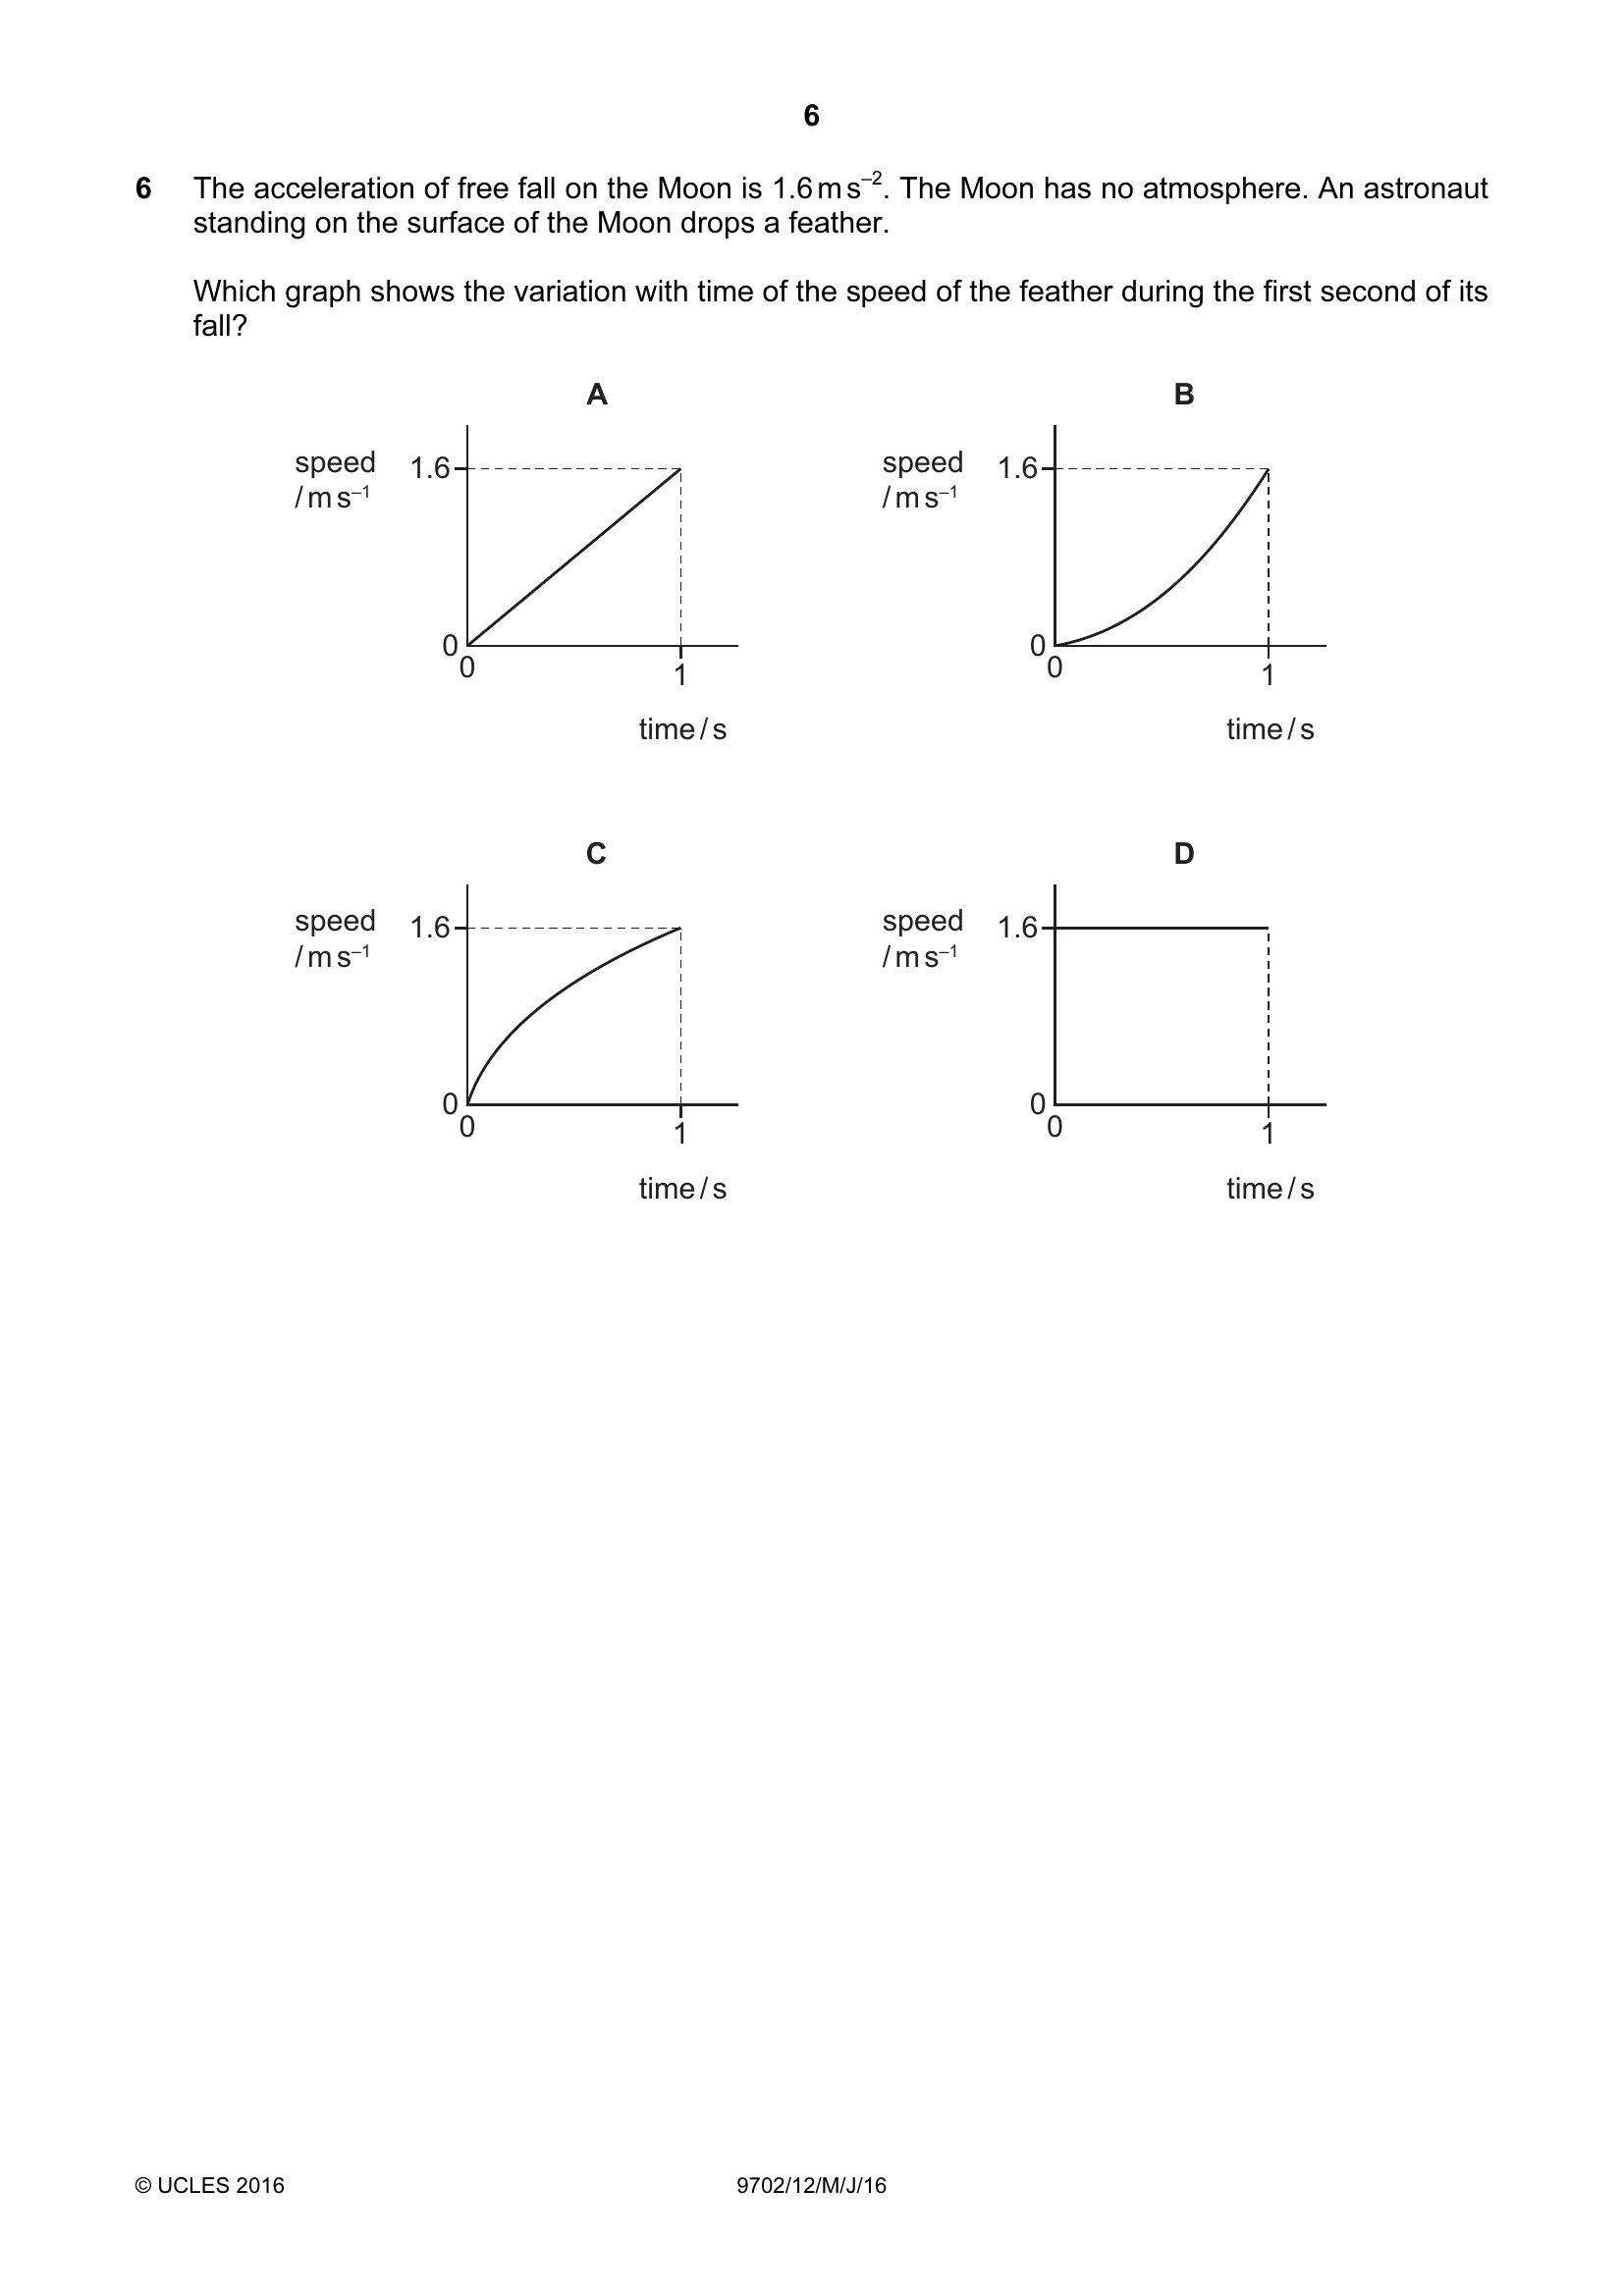 6
6 The acceleration of free fall on the Moon is 1.6 m s⁻². The Moon has no atmosphere. An astronaut
standing on the surface of the Moon drops a feather.
Which graph shows the variation with time of the speed of the feather during the first second of its
fall?
A
speed
/ m s⁻¹
1.6
0
0
1
time / s
B
speed
/ m s⁻¹
1.6
0
0
1
time / s
C
speed
/ m s⁻¹
1.6
0
0
1
time / s
D
speed
/ m s⁻¹
1.6
0
0
1
time / s
© UCLES 2016 9702/12/M/J/16